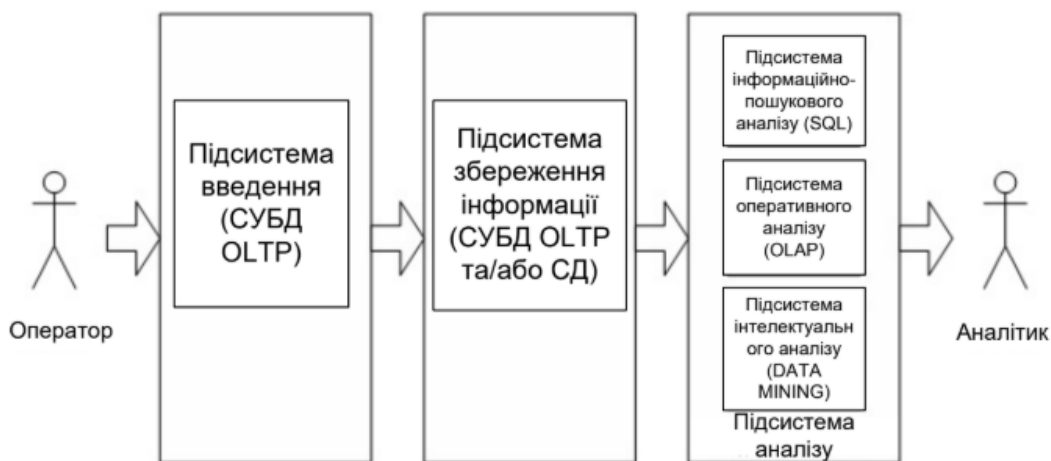 Оператор
Підсистема
введення
(СУБД
OLTP)
Підсистема
збереження
інформації
(СУБД OLTP
та/або СД)
Підсистема
інформаційно-
пошукового
аналізу (SQL)
Підсистема
оперативного
аналізу
(OLAP)
Підсистема
інтелектуальн
ого аналізу
(DATA
MINING)
Підсистема
аналізу
Аналітик